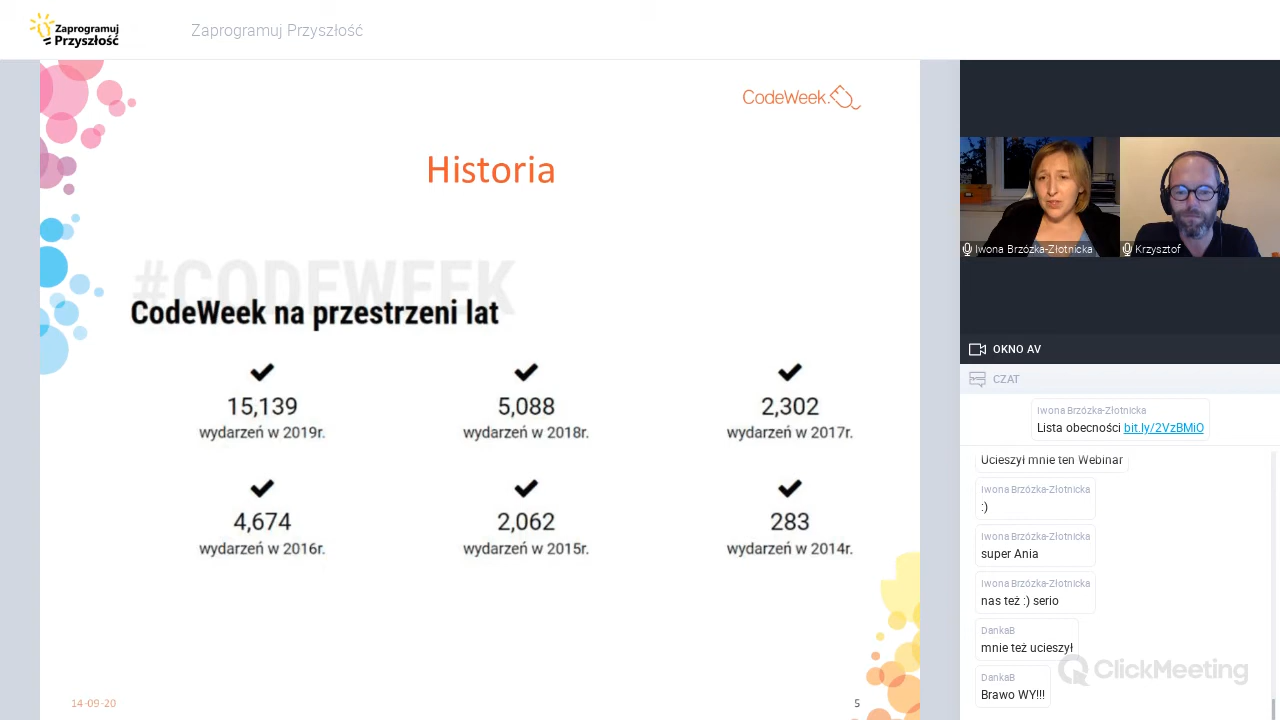 Zaprogramuj
Przyszłość
Zaprogramuj Przyszłość
CodeWeek.
Historia
#CODEWEEK
CodeWeek na przestrzeni lat
15,139
wydarzeń w 2019r.
5,088
wydarzeń w 2018r.
2,302
wydarzeń w 2017r.
4,674
wydarzeń w 2016r.
2,062
wydarzeń w 2015r.
283
wydarzeń w 2014r.
14-09-20
5
Iwona Brzózka-Złotnicka
Krzysztof
OKNO AV
CZAT
Iwona Brzózka-Złotnicka
Lista obecności bit.ly/2VzBMiO
Ucieszył mnie ten Webinar
Iwona Brzózka-Złotnicka
:)
Iwona Brzózka-Złotnicka
super Ania
Iwona Brzózka-Złotnicka
nas też :) serio
DankaB
mnie też ucieszył
DankaB
Brawo WY!!!
ClickMeeting